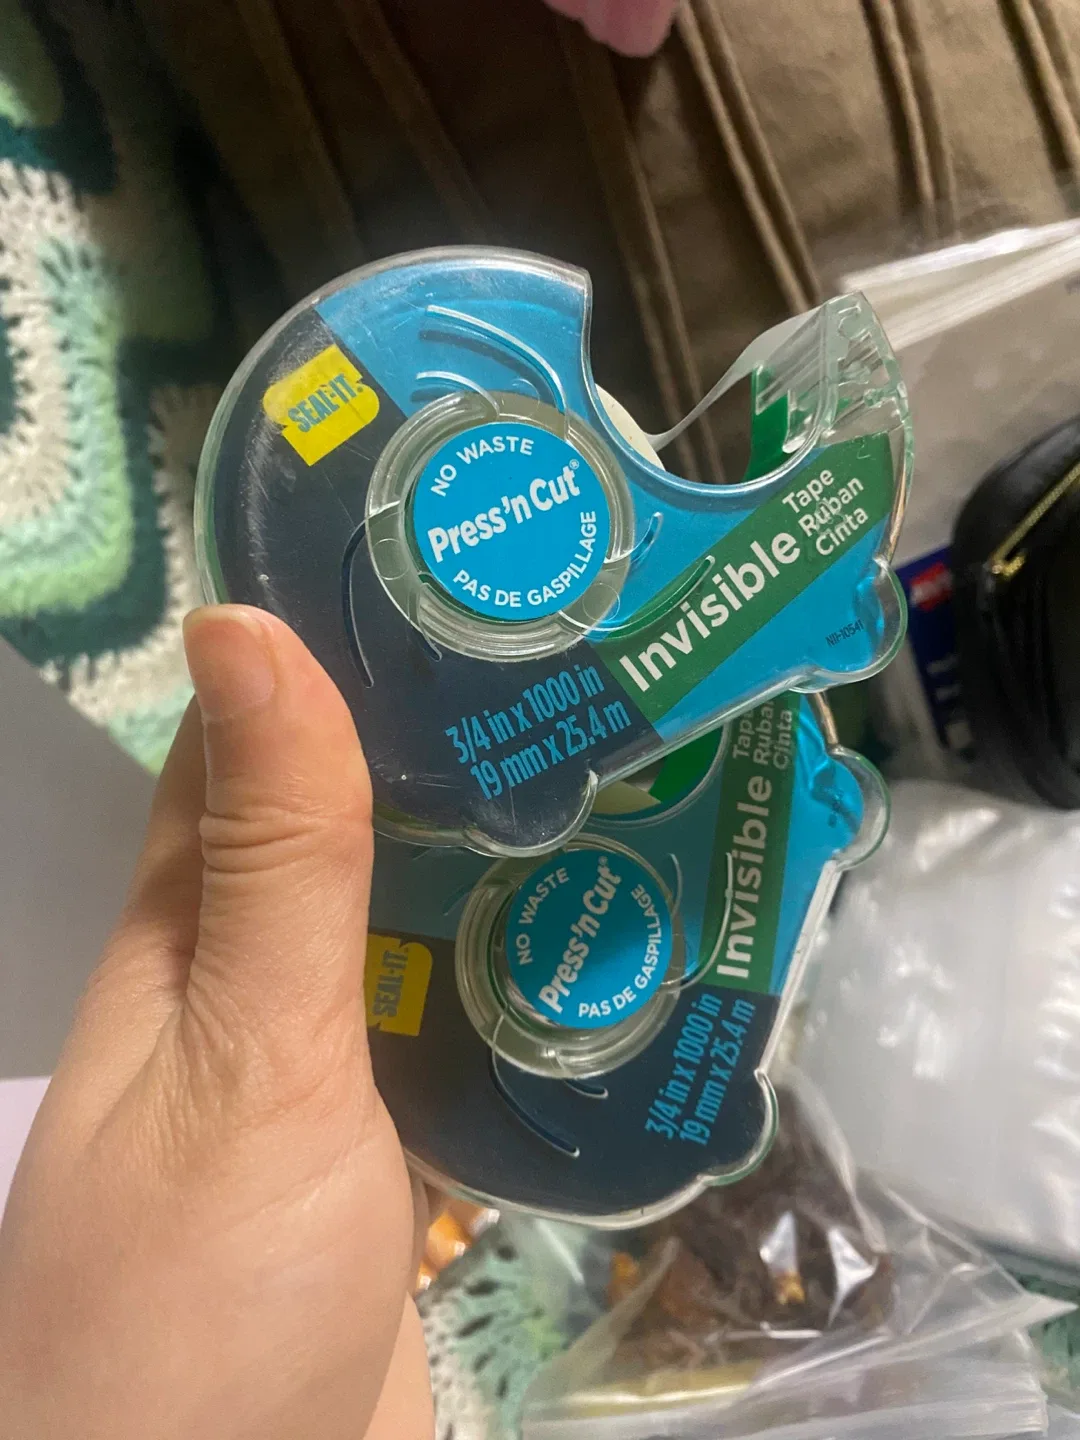 SEAL-IT®
NO WASTE
Press'n Cut®
PAS DE GASPILLAGE
Invisible
Tape
Ruban
Cinta
3/4 in x 1000 in
19 mm x 25.4 m
N11-10541
SEAL-IT®
NO WASTE
Press'n Cut®
PAS DE GASPILLAGE
Invisible
Tape
Ruban
Cinta
3/4 in x 1000 in
19 mm x 25.4 m